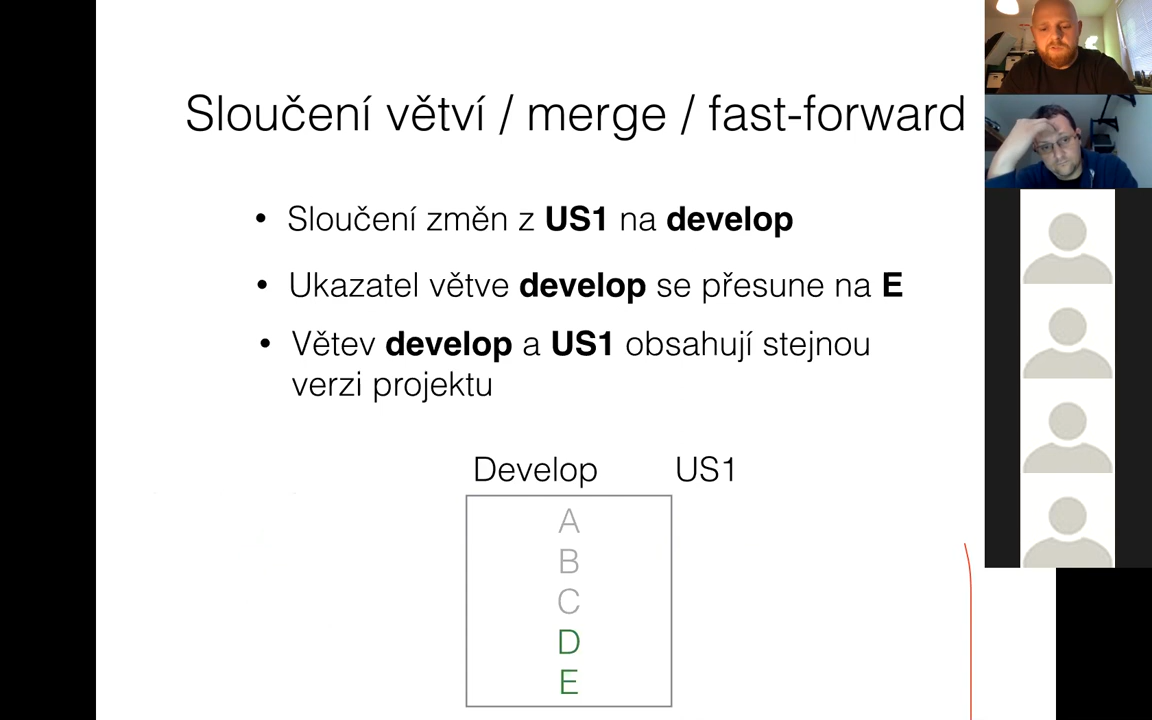 Sloučení větví / merge / fast-forward
• Sloučení změn z US1 na develop
• Ukazatel větve develop se přesune na E
• Větev develop a US1 obsahují stejnou
verzi projektu
Develop US1
A
B
C
D
E